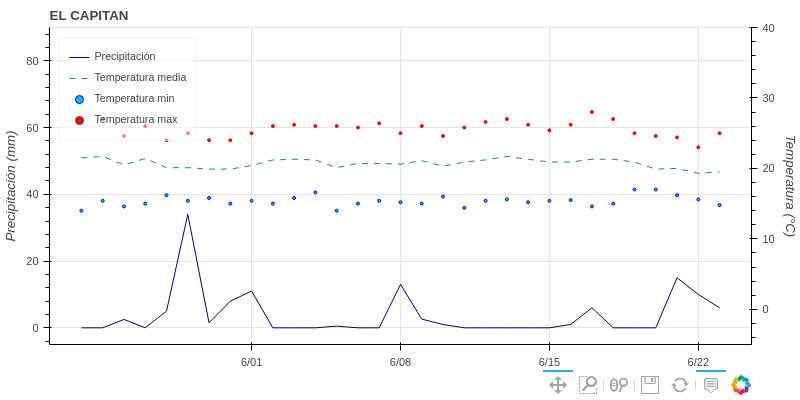 EL CAPITAN
Precipitación
Temperatura media
Temperatura min
Temperatura max
Precipitación (mm)
80
60
40
20
0
Temperatura (°C)
40
30
20
10
0
6/01
6/08
6/15
6/22